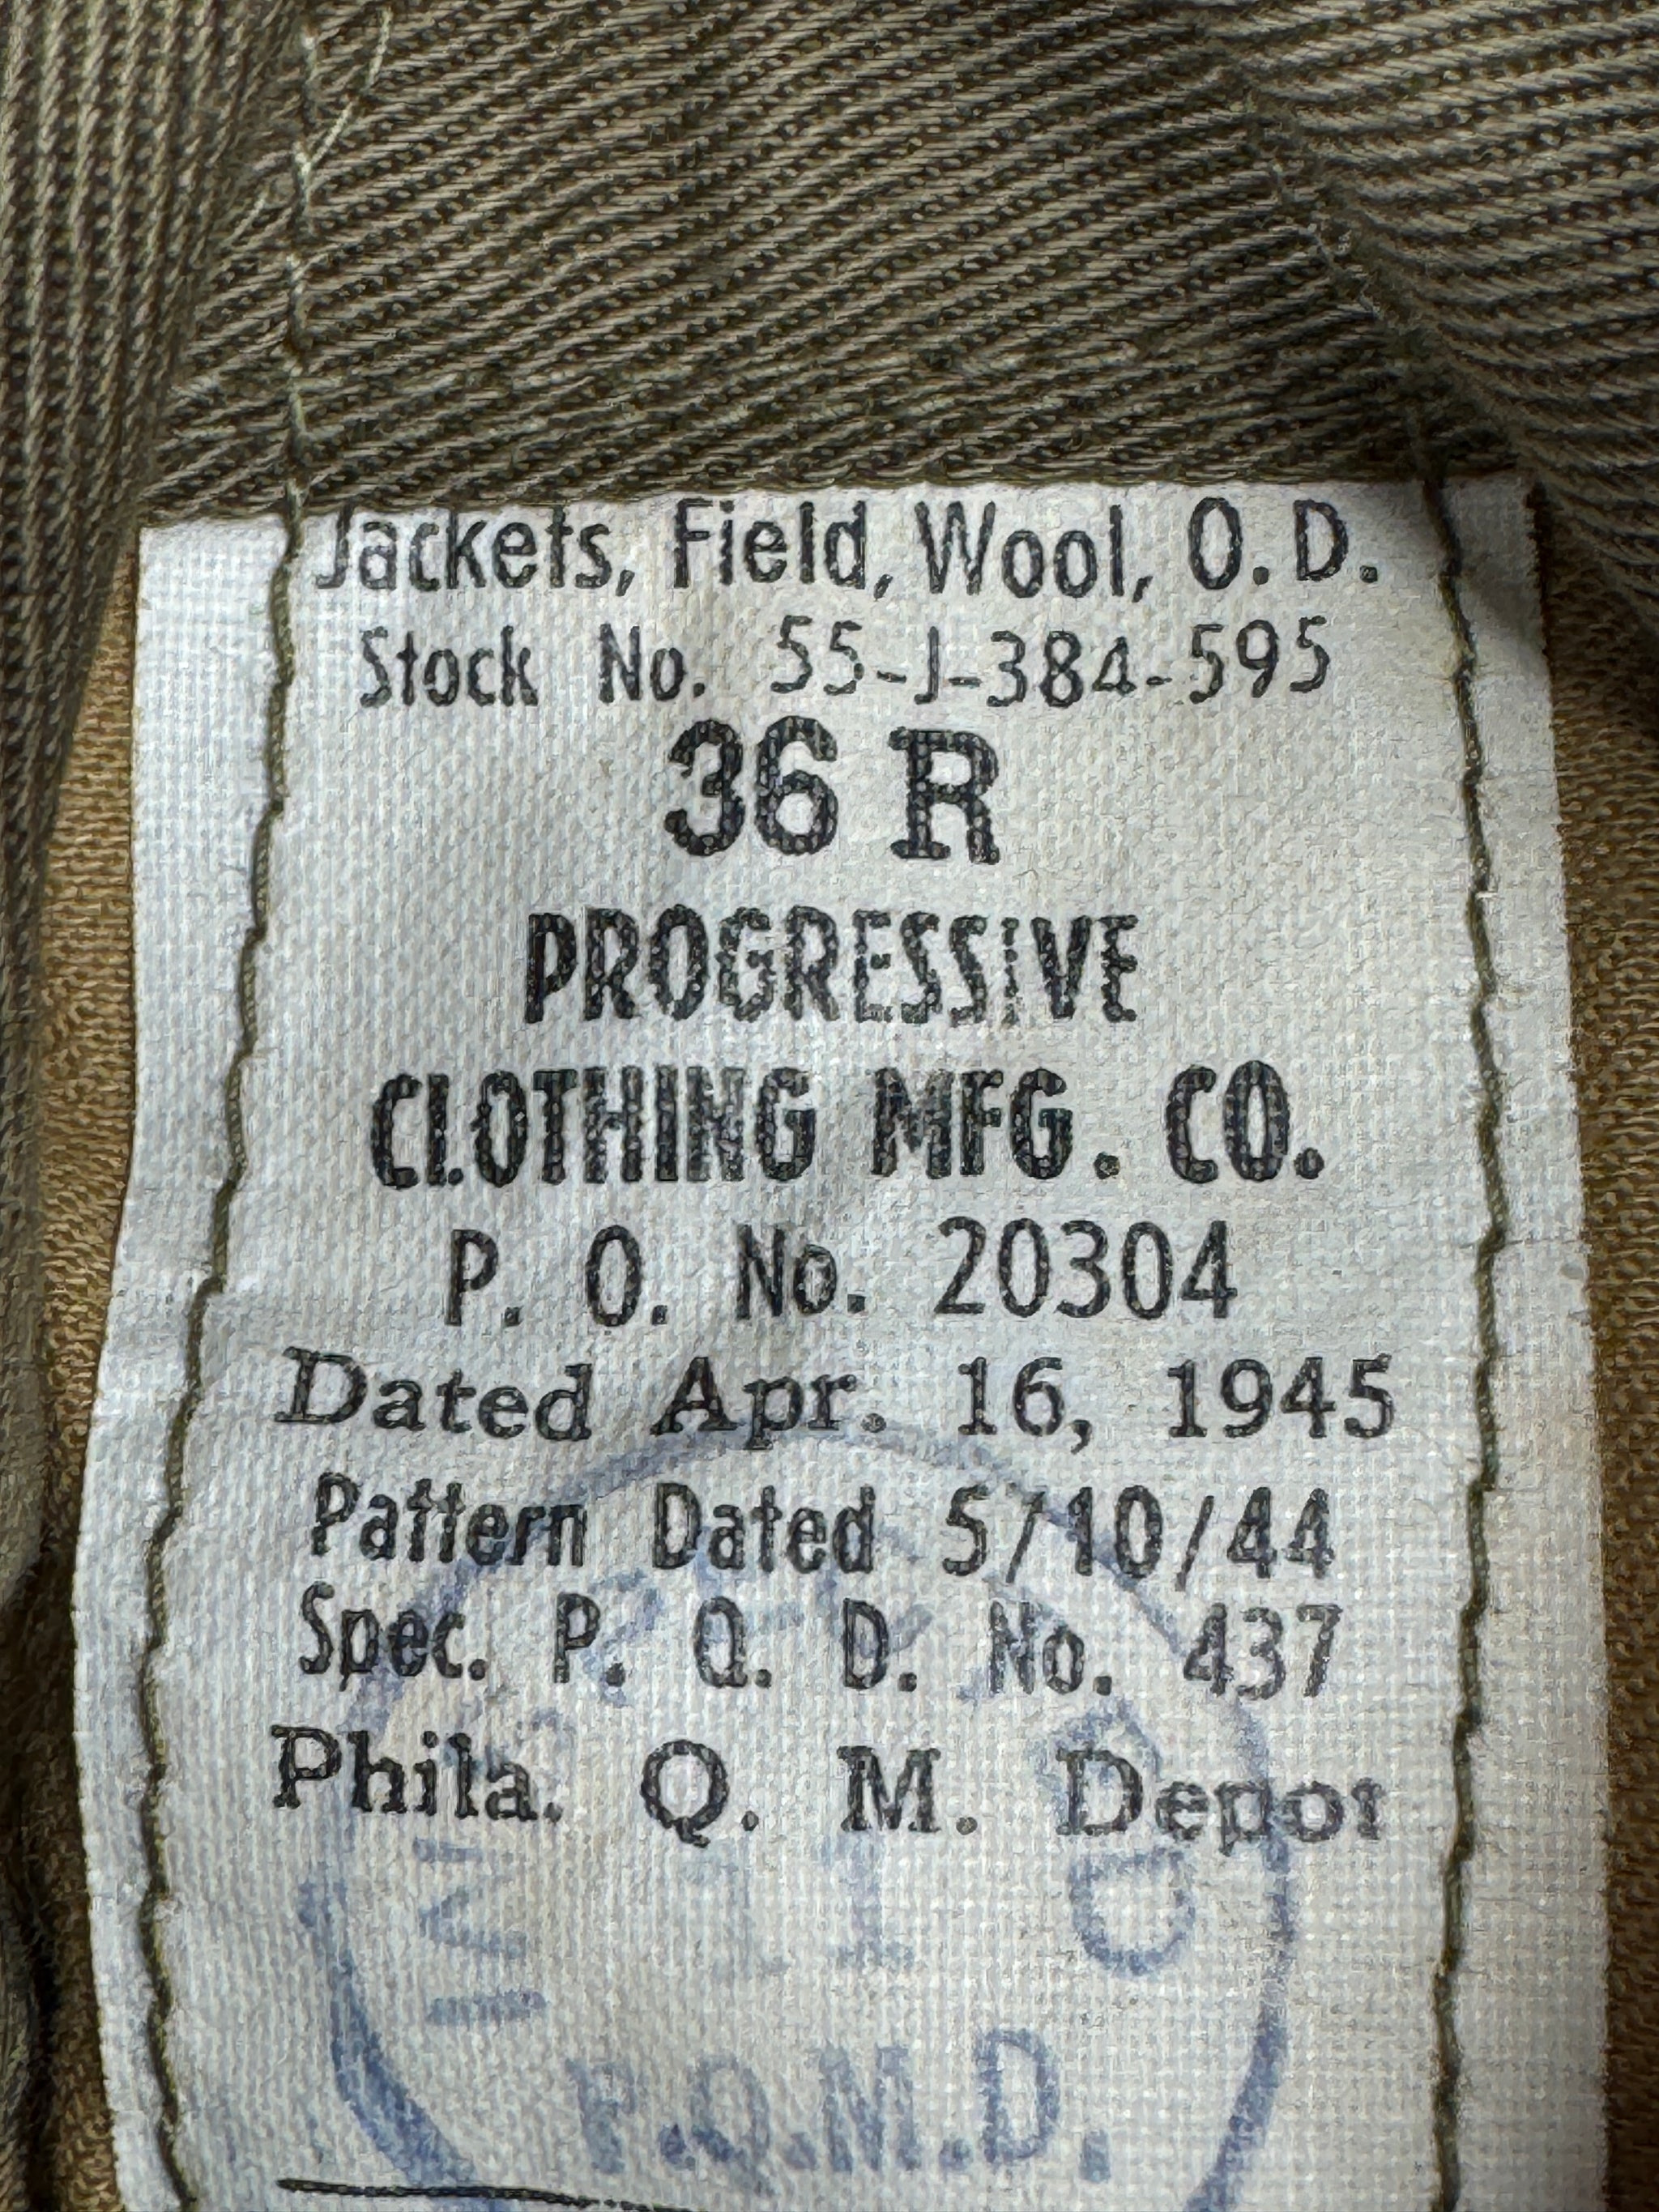 Jackets, Field, Wool, O. D.
Stock No. 55-J-384-595
36 R
PROGRESSIVE
CLOTHING MFG. CO.
P. O. No. 20304
Dated Apr. 16, 1945
Pattern Dated 5/10/44
Spec. P. Q. D. No. 437
Phila. Q. M. Depot
P.Q.M.D.